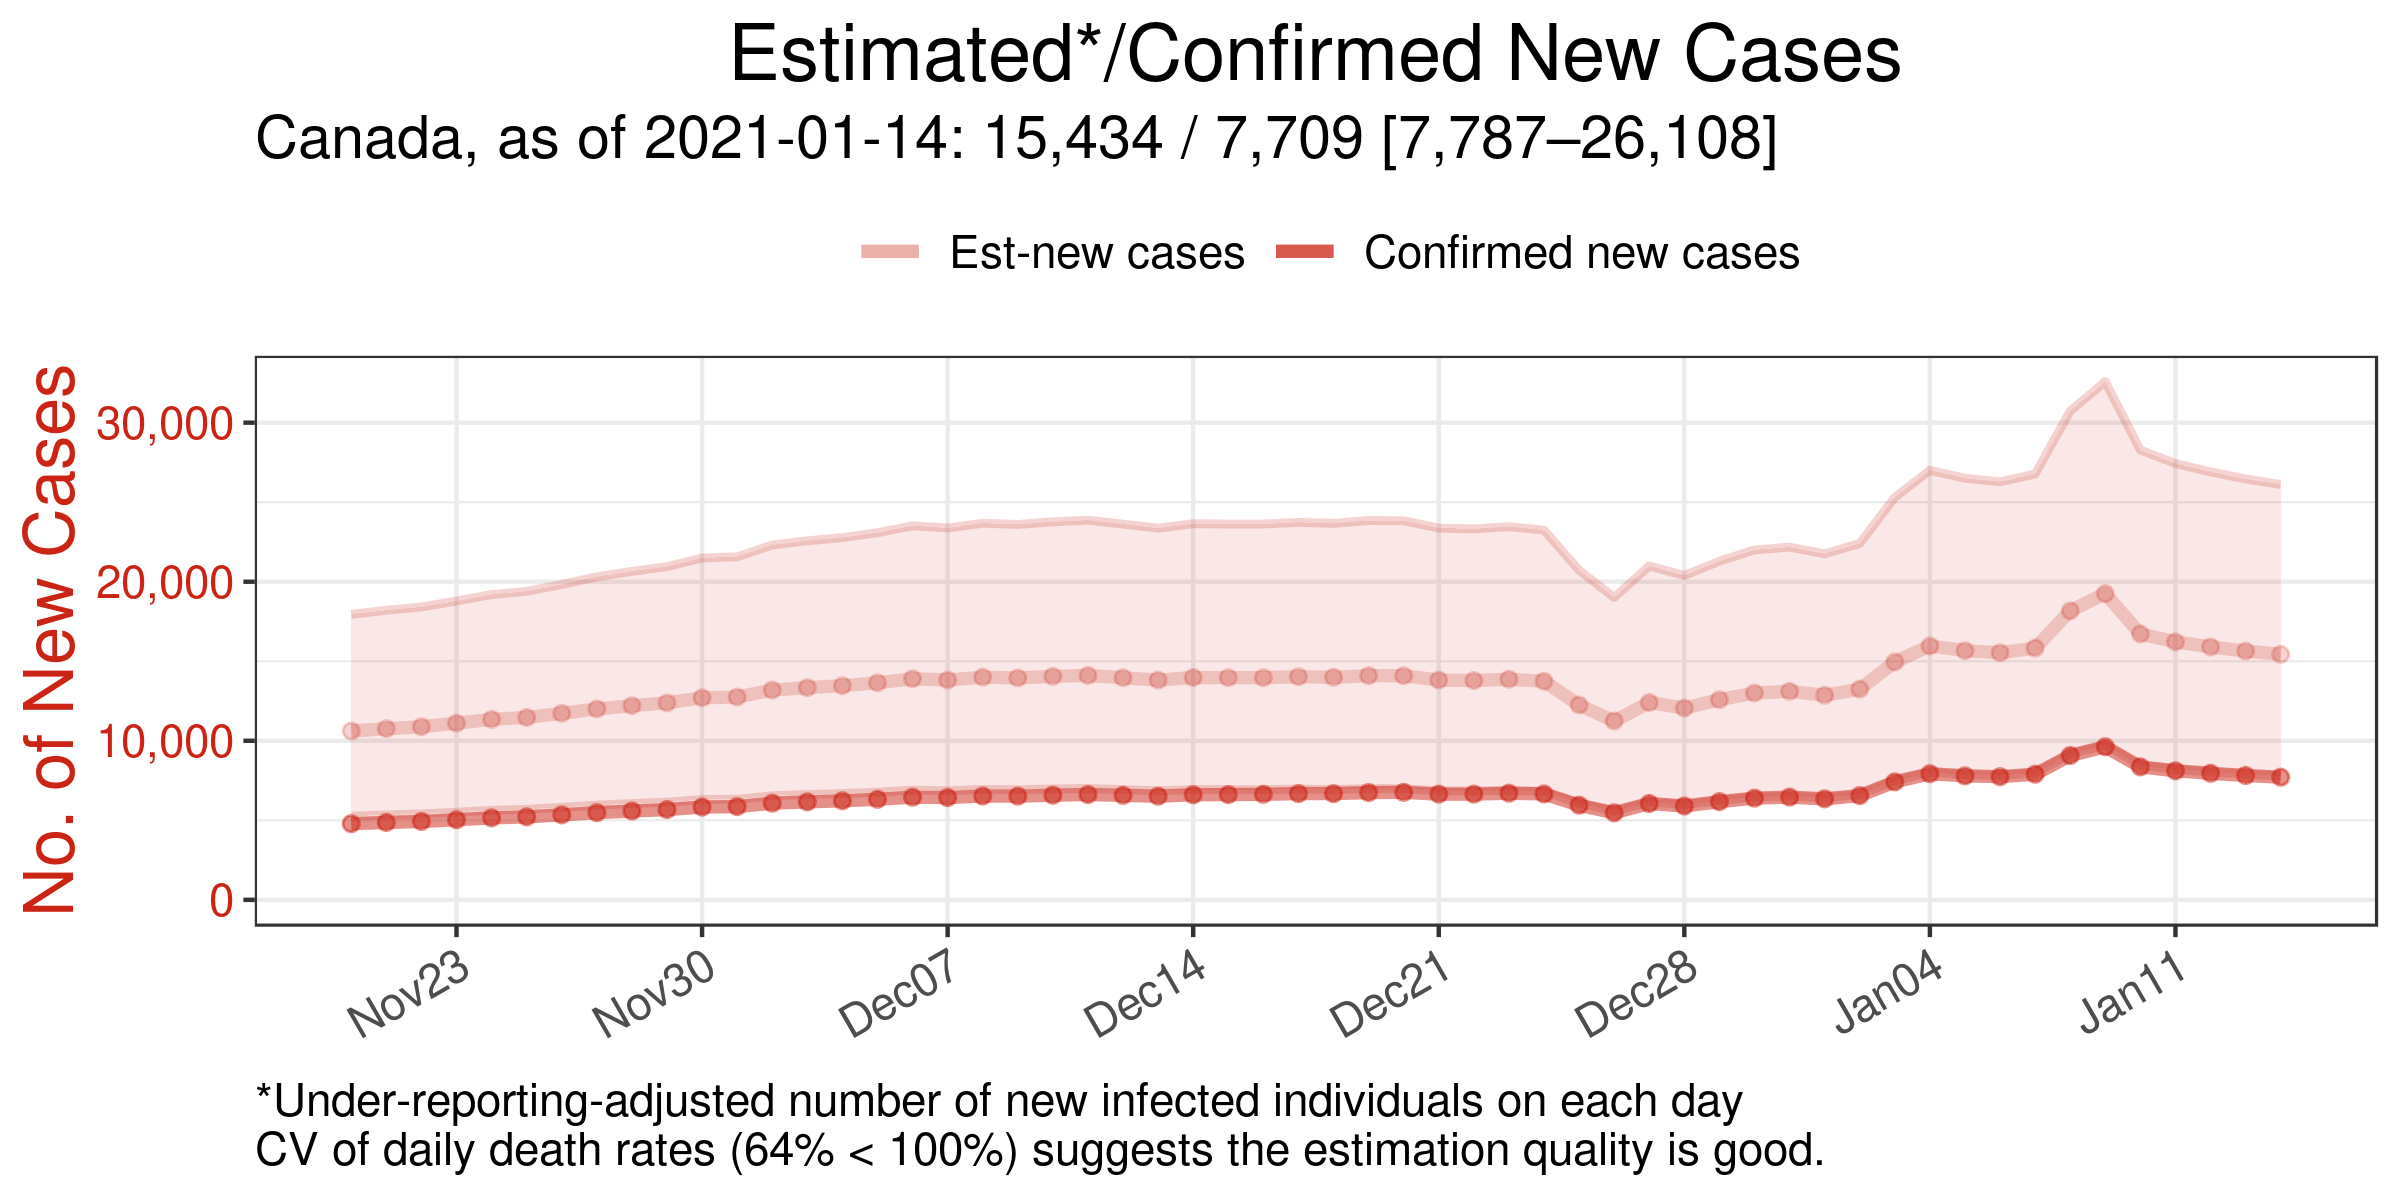 Estimated*/Confirmed New Cases
Canada, as of 2021-01-14: 15,434 / 7,709 [7,787–26,108]
Est-new cases
Confirmed new cases
No. of New Cases
30,000
20,000
10,000
0
Nov23
Nov30
Dec07
Dec14
Dec21
Dec28
Jan04
Jan11
*Under-reporting-adjusted number of new infected individuals on each day
CV of daily death rates (64% < 100%) suggests the estimation quality is good.